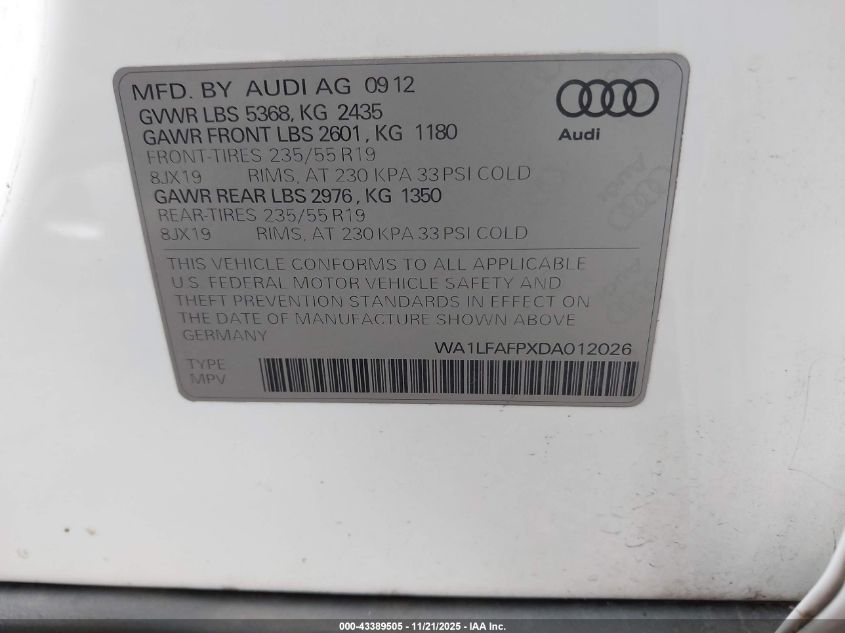 MFD. BY AUDI AG 0912
GVWR LBS 5368, KG 2435
GAWR FRONT LBS 2601, KG 1180
FRONT-TIRES 235/55 R19
8JX19 RIMS, AT 230 KPA 33 PSI COLD
GAWR REAR LBS 2976, KG 1350
REAR-TIRES 235/55 R19
8JX19 RIMS, AT 230 KPA 33 PSI COLD
Audi
Audi
Audi
THIS VEHICLE CONFORMS TO ALL APPLICABLE
U.S. FEDERAL MOTOR VEHICLE SAFETY AND
THEFT PREVENTION STANDARDS IN EFFECT ON
THE DATE OF MANUFACTURE SHOWN ABOVE
GERMANY
WA1LFAFPXDA012026
TYPE:
MPV
000-43389505 - 11/21/2025 - IAA Inc.